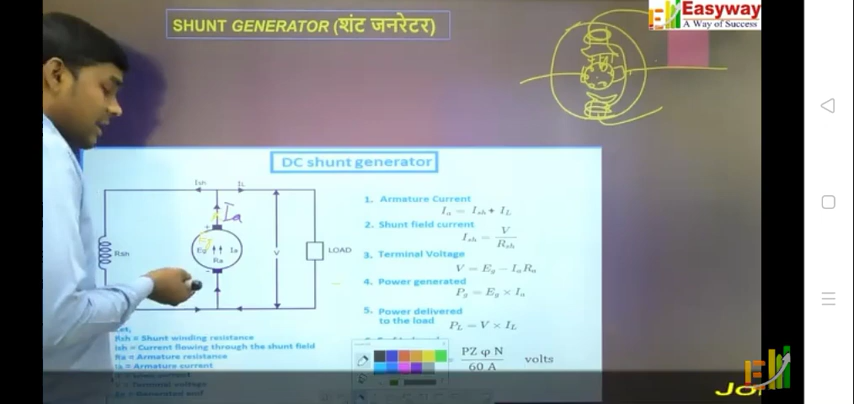 SHUNT GENERATOR (शंट जनरेटर)
Easyway
A Way of Success
DC shunt generator
Ish IL
Ia
+
Eg
Eg Ia
Ra
-
Rsh
V
LOAD
1. Armature Current
Ia = Ish + IL
2. Shunt field current
Ish = V / Rsh
3. Terminal Voltage
V = Eg − IaRa
4. Power generated
Pg = Eg × Ia
5. Power delivered
to the load PL = V × IL
= PZ φ N / 60 A volts
Rsh = Shunt winding resistance
Ish = Current flowing through the shunt field
Ra = Armature resistance
Ia = Armature current